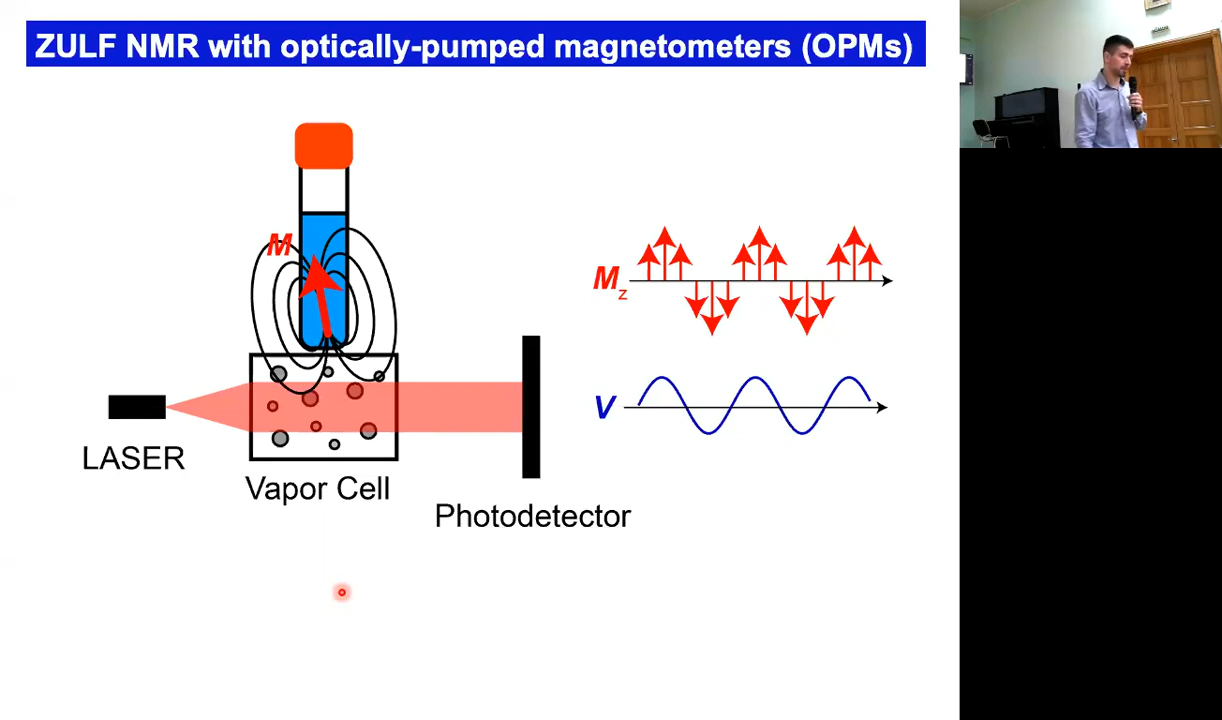 ZULF NMR with optically-pumped magnetometers (OPMs)
M
Mz
V
LASER
Vapor Cell
Photodetector